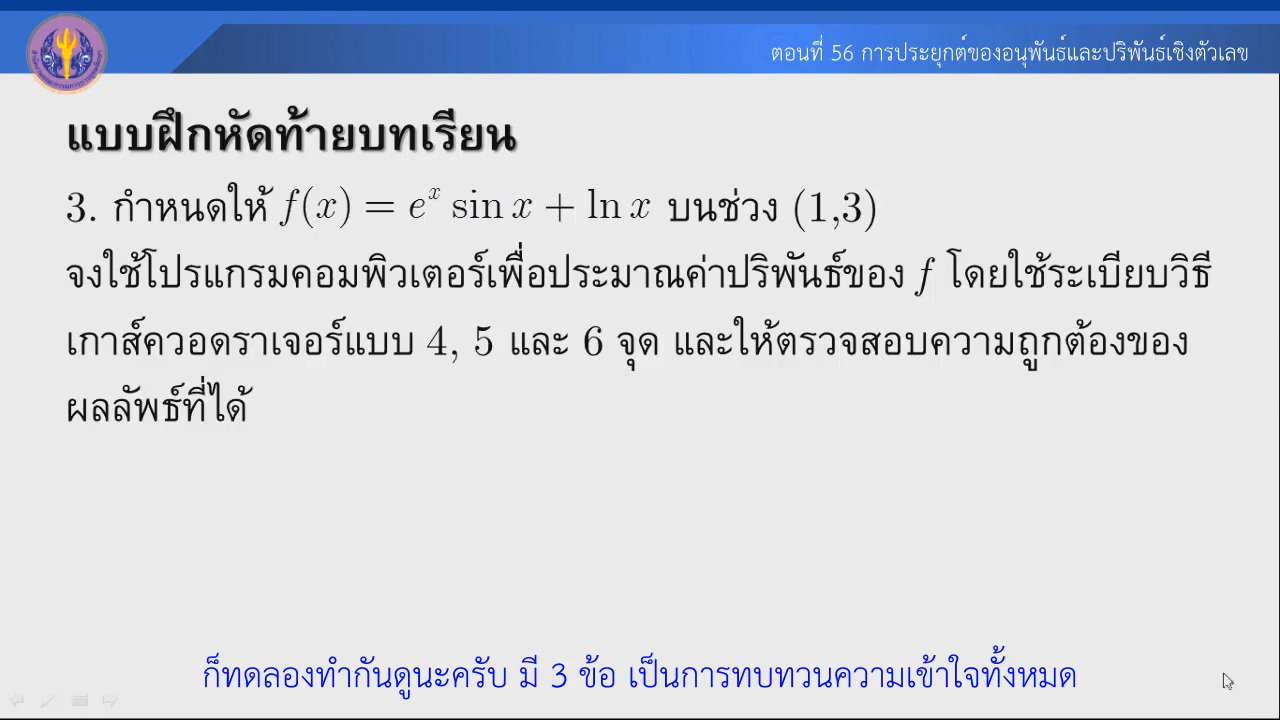 ตอนที่ 56 การประยุกต์ของอนุพันธ์และปริพันธ์เชิงตัวเลข
แบบฝึกหัดท้ายบทเรียน
3. กำหนดให้ f(x) = eˣ sin x + ln x บนช่วง (1,3)
จงใช้โปรแกรมคอมพิวเตอร์เพื่อประมาณค่าปริพันธ์ของ f โดยใช้ระเบียบวิธี
เกาส์ควอดราเจอร์แบบ 4, 5 และ 6 จุด และให้ตรวจสอบความถูกต้องของ
ผลลัพธ์ที่ได้
ก็ทดลองทำกันดูนะครับ มี 3 ข้อ เป็นการทบทวนความเข้าใจทั้งหมด